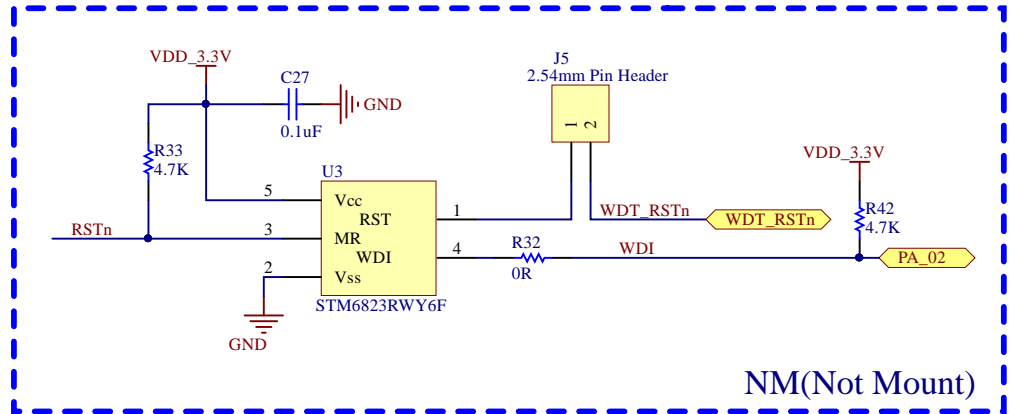 VDD_3.3V
C27
GND
0.1uF
R33
4.7K
J5
2.54mm Pin Header
1
2
VDD_3.3V
R42
4.7K
U3
5
Vcc
RST
1
WDT_RSTn
WDT_RSTn
RSTn
3
MR
WDI
4
R32
0R
WDI
PA_02
2
Vss
STM6823RWY6F
GND
NM(Not Mount)